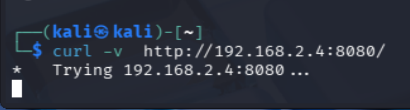 ┌──(kali㉿kali)-[~]
└─$ curl -v  http://192.168.2.4:8080/
*   Trying 192.168.2.4:8080...